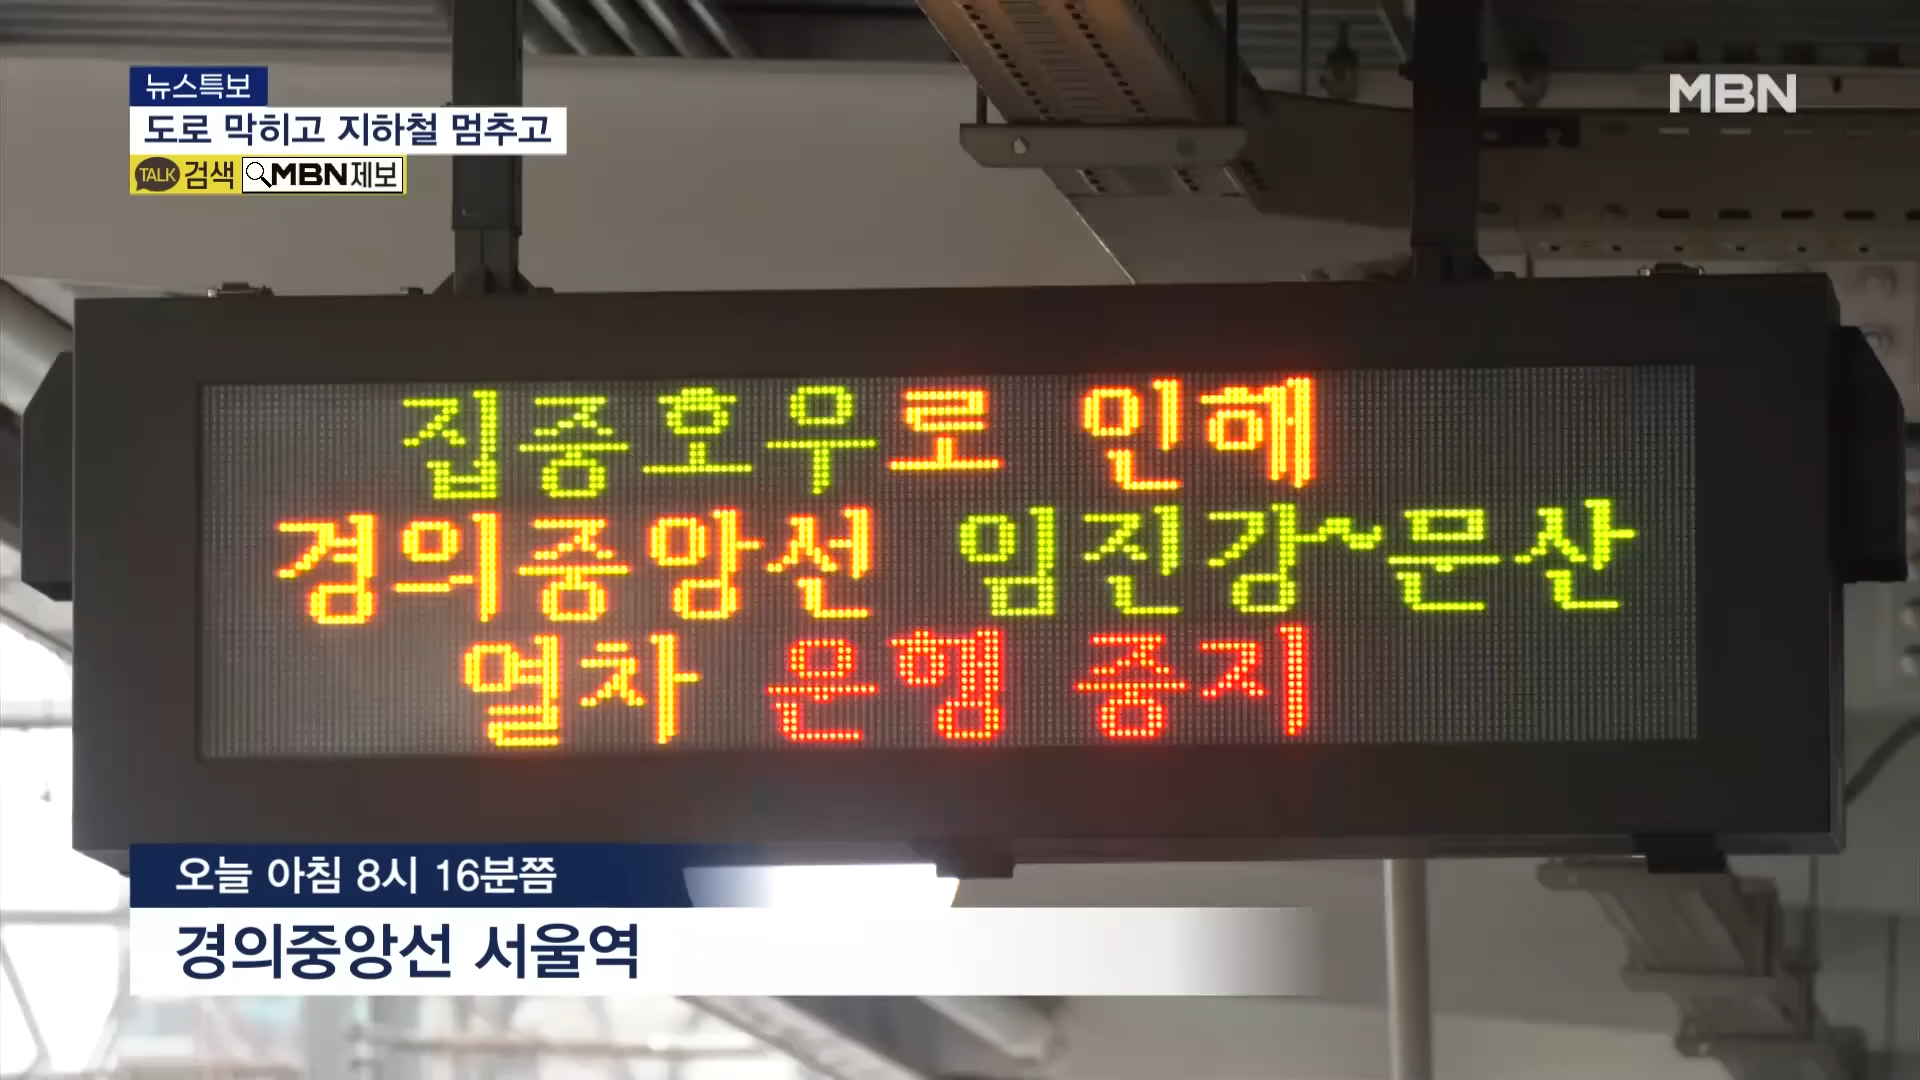 뉴스특보
MBN
도로 막히고 지하철 멈추고
TALK 검색 MBN제보
집중호우로 인해
경의중앙선 임진강~문산
열차 운행 중지
오늘 아침 8시 16분쯤
경의중앙선 서울역